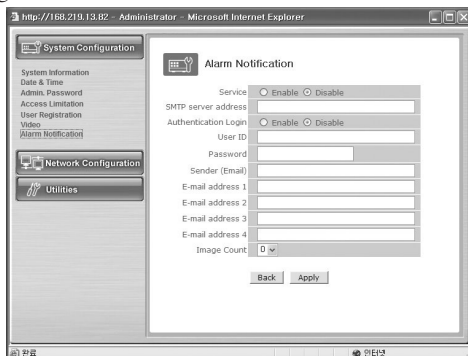 http://168.219.13.82 - Administrator - Microsoft Internet Explorer
System Configuration
System Information
Date & Time
Admin. Password
Access Limitation
User Registration
Video
Alarm Notification
Network Configuration
Utilities
Alarm Notification
Service Enable Disable
SMTP server address
Authentication Login Enable Disable
User ID
Password
Sender (Email)
E-mail address 1
E-mail address 2
E-mail address 3
E-mail address 4
Image Count 0
Back Apply
완료 인터넷